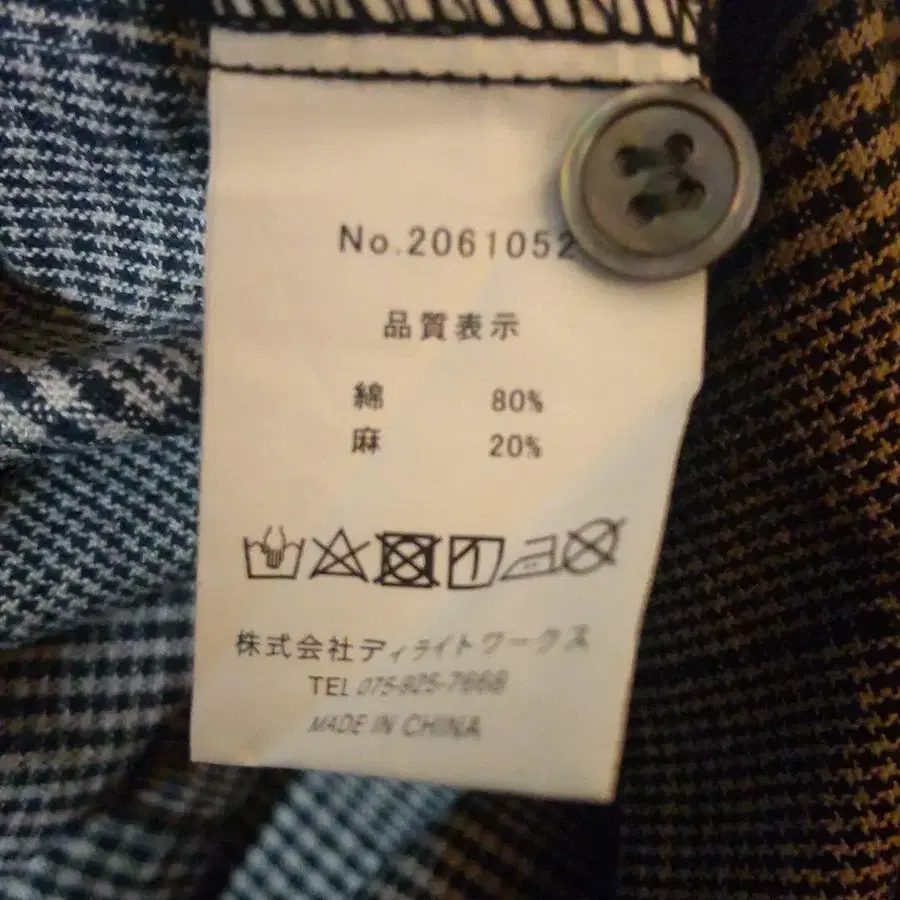 No.2061052
品質表示
綿 80%
麻 20%
株式会社ディライトワークス
TEL 075-925-7668
MADE IN CHINA